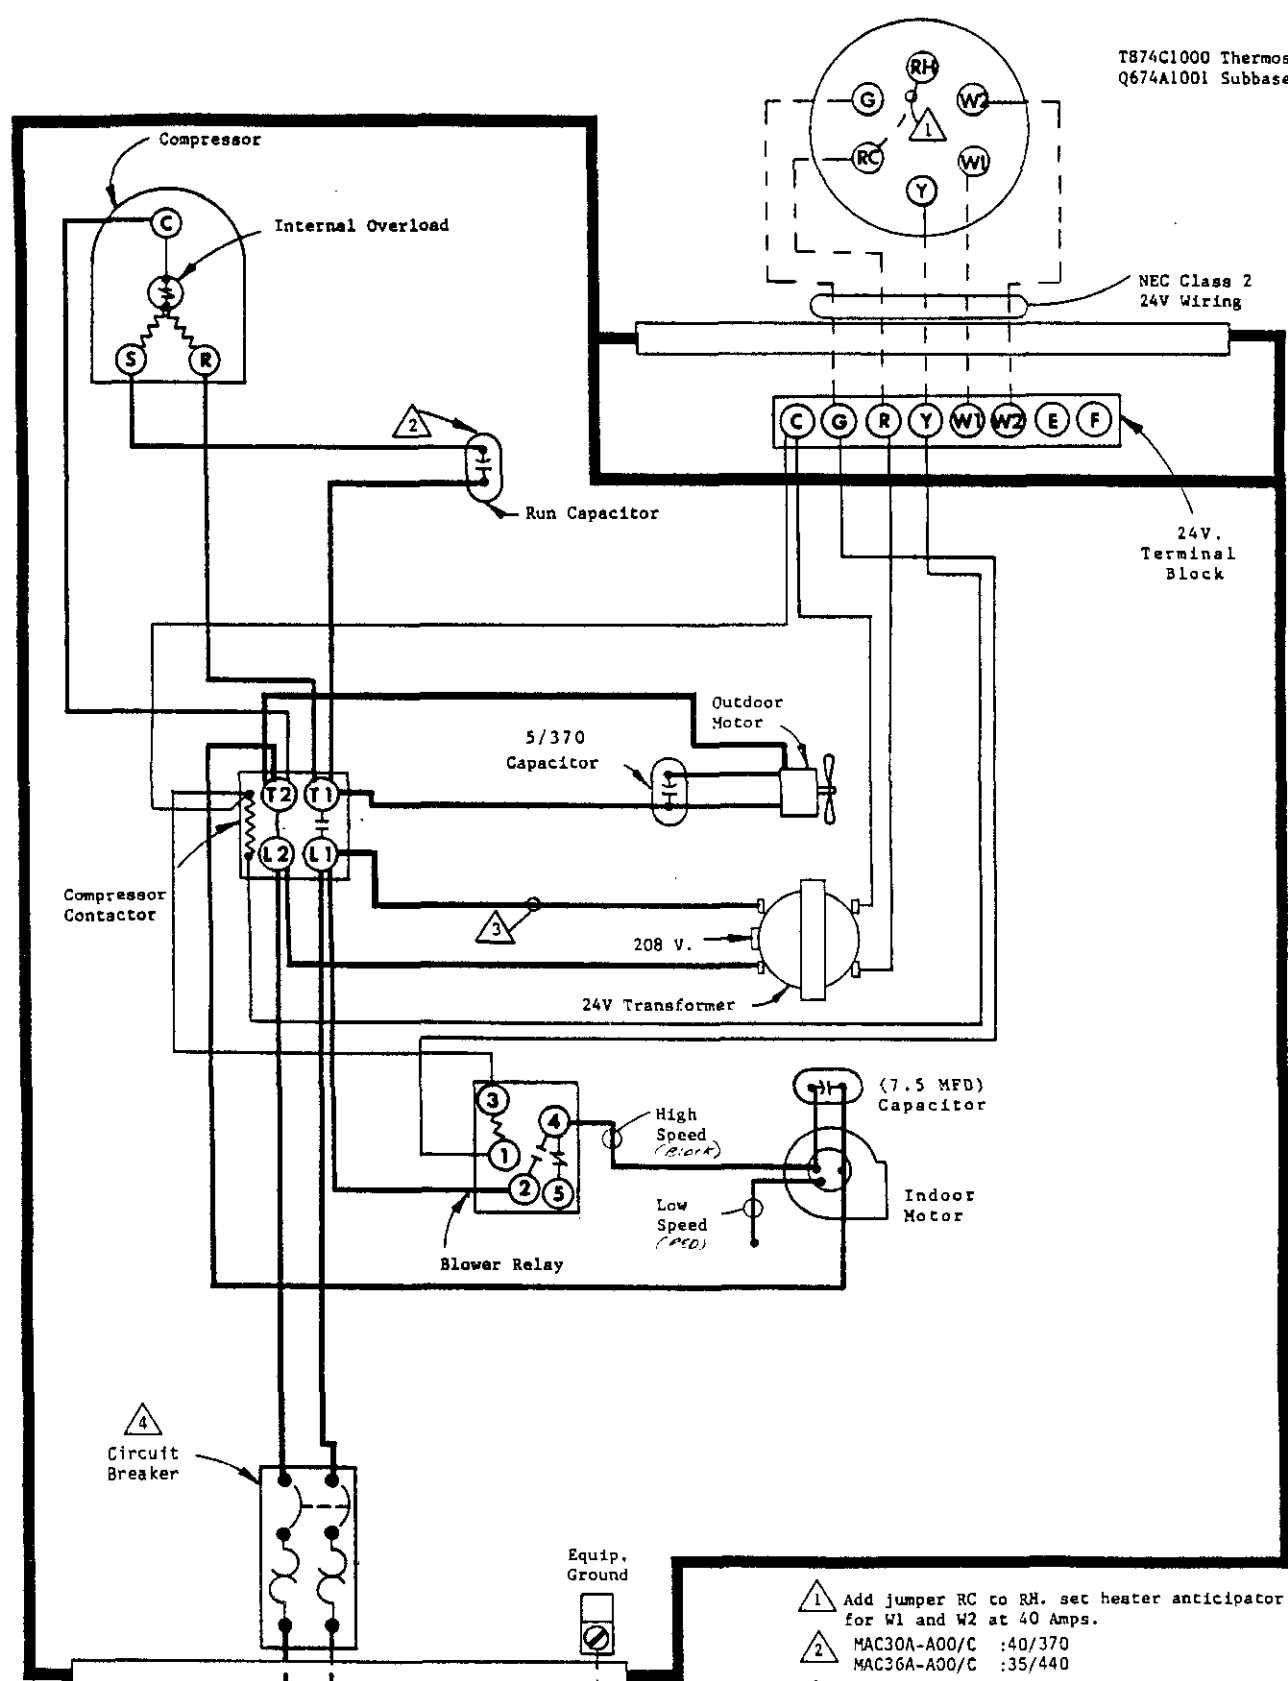 T874C1000 Thermos
Q674A1001 Subbase
RH
G
W2
1
RC
W1
Y
Compressor
C
Internal Overload
S
R
NEC Class 2
24V Wiring
2
C G R Y W1 W2 E F
Run Capacitor
24V.
Terminal
Block
Outdoor
Motor
5/370
Capacitor
T2 T1
L2 L1
Compressor
Contactor
3
208 V.
24V Transformer
3
4
1
2
5
High
Speed
(Black)
(7.5 MFD)
Capacitor
Low
Speed
(RED)
Indoor
Motor
Blower Relay
4
Circuit
Breaker
Equip.
Ground
1 Add jumper RC to RH. set heater anticipator
for W1 and W2 at 40 Amps.
2 MAC30A-A00/C :40/370
MAC36A-A00/C :35/440